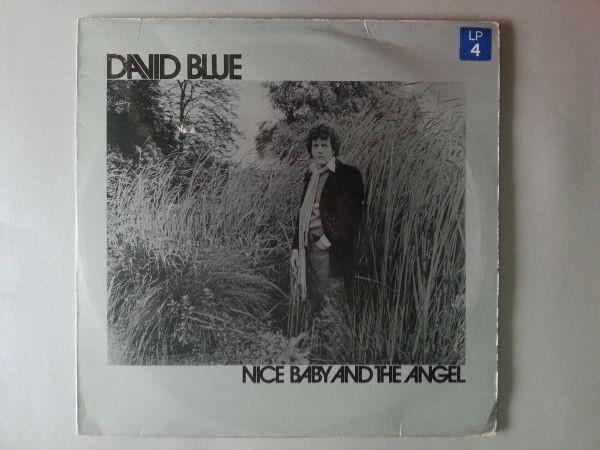 LP
4
DAVID BLUE
NICE BABY AND THE ANGEL